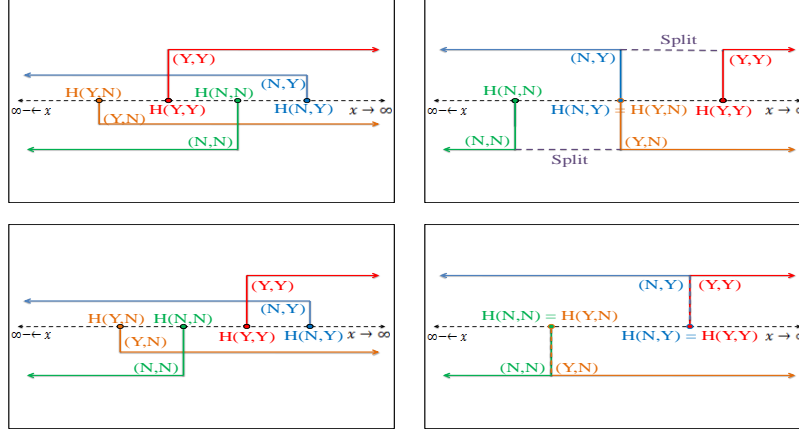 (Y,Y)
(N,Y)
H(Y,N)
H(N,N)
∞←← x
H(Y,Y)
H(N,Y)
x → ∞
(Y,N)
(N,N)
Split
(N,Y)
(Y,Y)
H(N,N)
∞←← x
H(N,Y) = H(Y,N)
H(Y,Y)
x → ∞
(N,N)
(Y,N)
Split
(Y,Y)
(N,Y)
H(Y,N)
H(N,N)
∞←← x
H(Y,Y)
H(N,Y)
x → ∞
(Y,N)
(N,N)
(N,Y)
(Y,Y)
H(N,N) = H(Y,N)
∞←← x
H(N,Y) = H(Y,Y)
x → ∞
(N,N)
(Y,N)